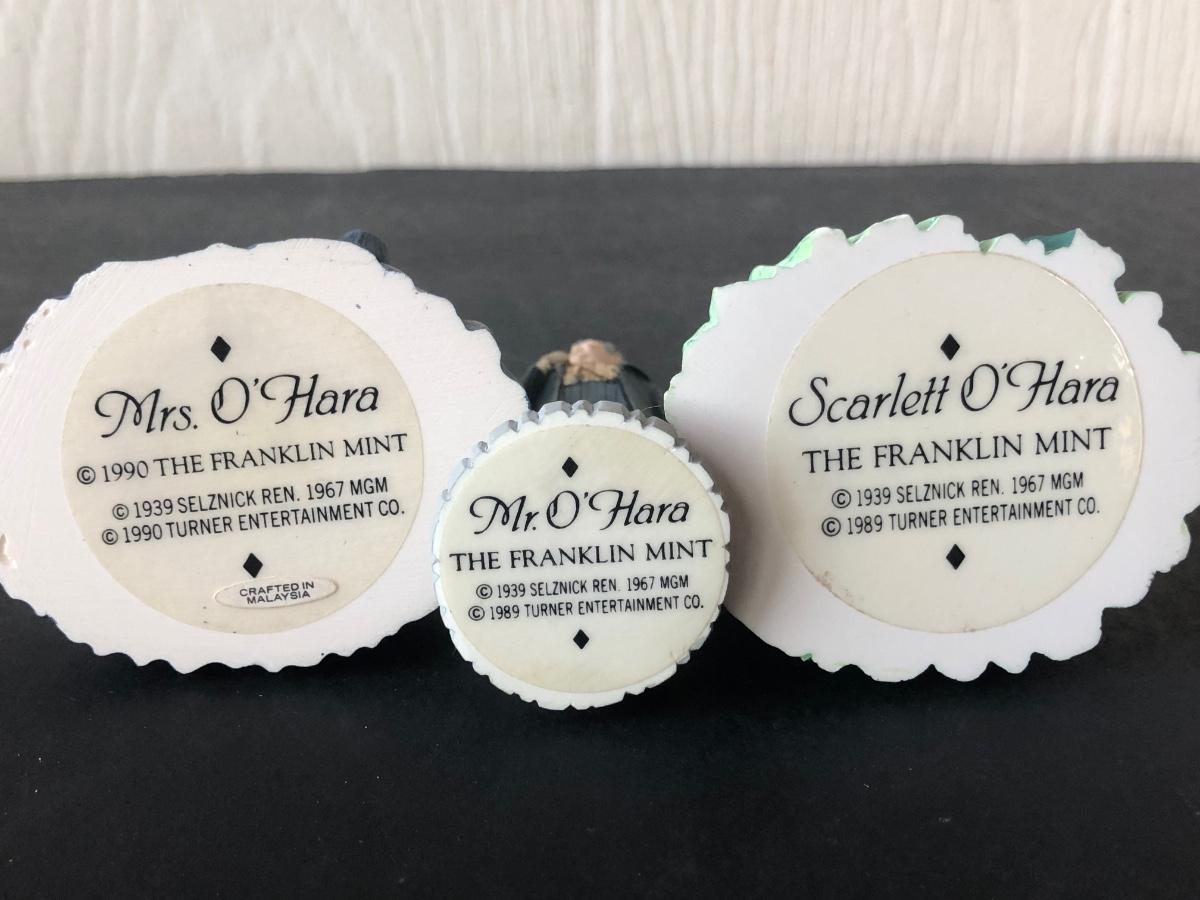 Mrs. O'Hara
© 1990 THE FRANKLIN MINT
© 1939 SELZNICK REN. 1967 MGM
© 1990 TURNER ENTERTAINMENT CO.
CRAFTED IN
MALAYSIA
Mr. O'Hara
THE FRANKLIN MINT
© 1939 SELZNICK REN. 1967 MGM
© 1989 TURNER ENTERTAINMENT CO.
Scarlett O'Hara
THE FRANKLIN MINT
© 1939 SELZNICK REN. 1967 MGM
© 1989 TURNER ENTERTAINMENT CO.